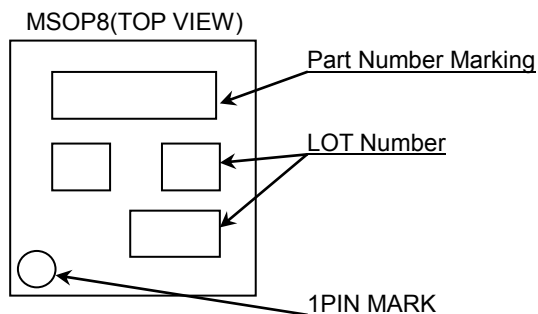 MSOP8(TOP VIEW)
Part Number Marking
LOT Number
1PIN MARK